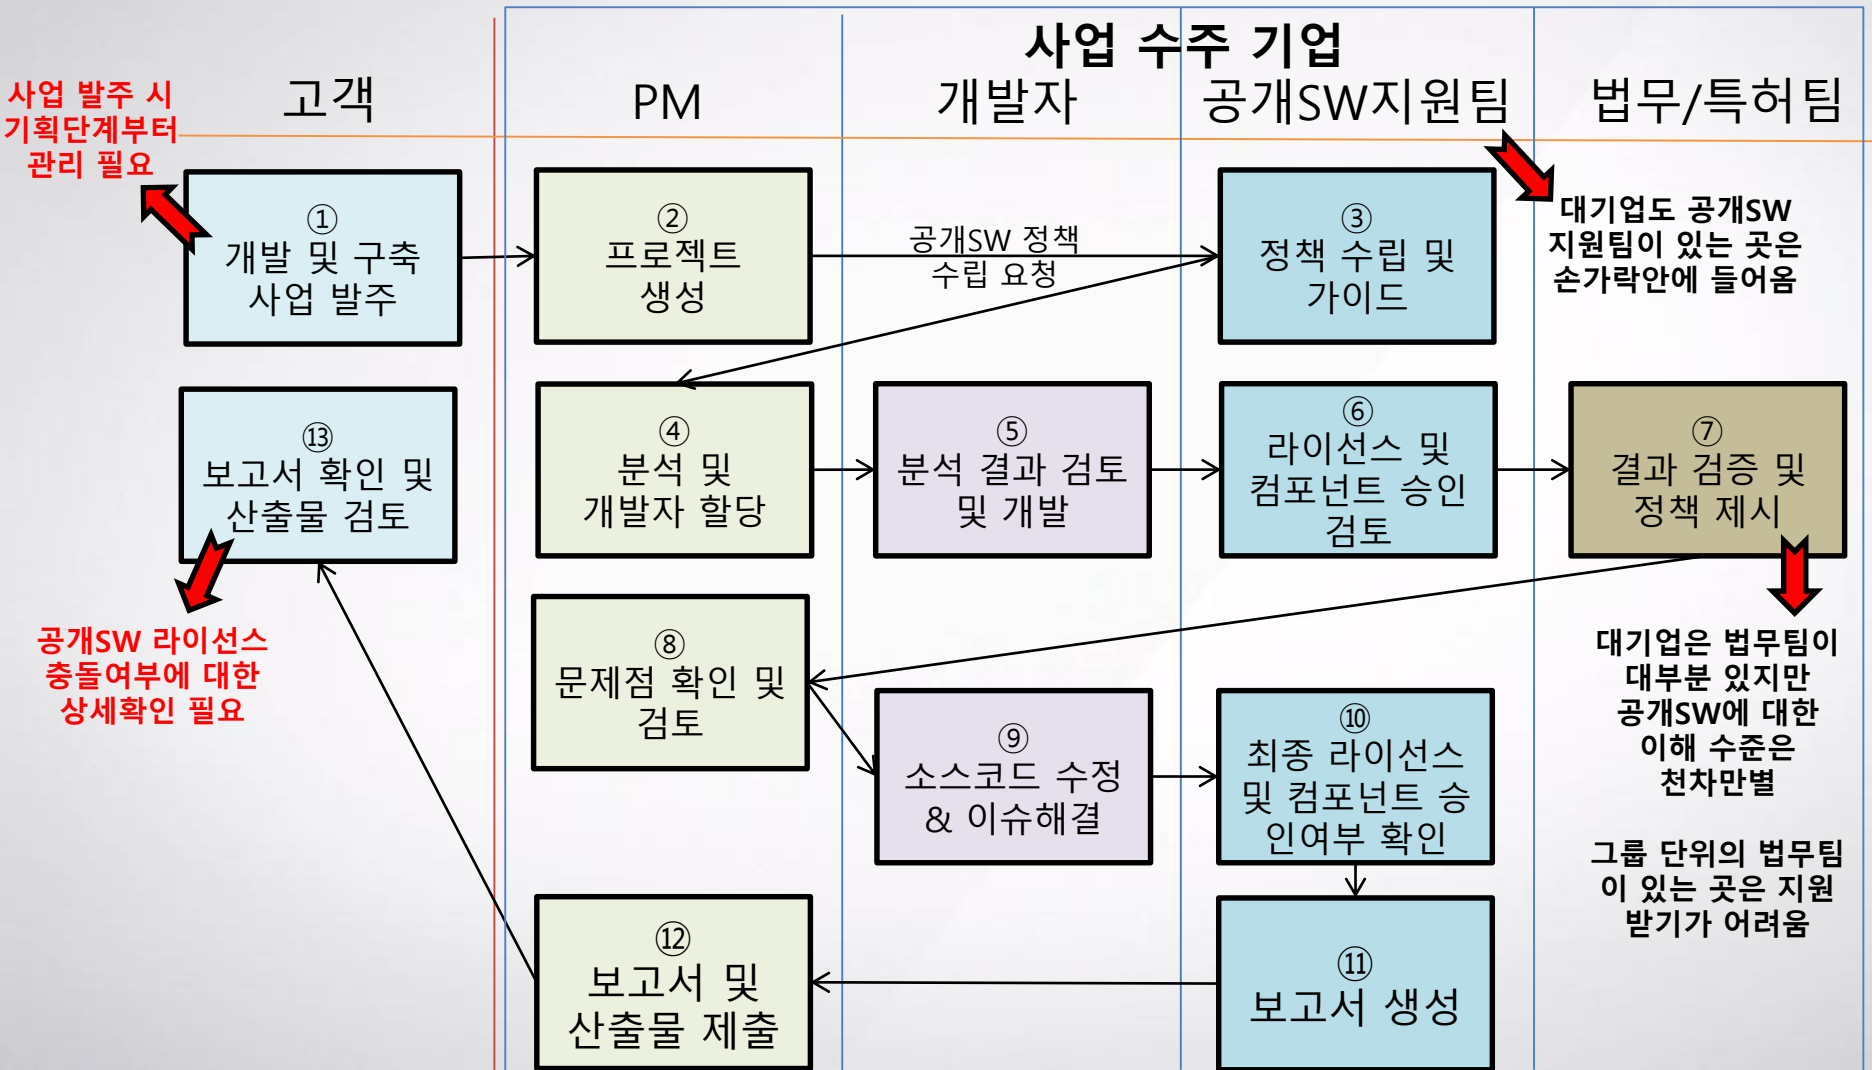 사업 수주 기업
고객
PM
개발자
공개SW지원팀
법무/특허팀
사업 발주 시
기획단계부터
관리 필요
①
개발 및 구축
사업 발주
②
프로젝트
생성
공개SW 정책
수립 요청
③
정책 수립 및
가이드
대기업도 공개SW
지원팀이 있는 곳은
손가락안에 들어옴
⑬
보고서 확인 및
산출물 검토
④
분석 및
개발자 할당
⑤
분석 결과 검토
및 개발
⑥
라이선스 및
컴포넌트 승인
검토
⑦
결과 검증 및
정책 제시
공개SW 라이선스
충돌여부에 대한
상세확인 필요
⑧
문제점 확인 및
검토
⑨
소스코드 수정
& 이슈해결
⑩
최종 라이선스
및 컴포넌트 승
인여부 확인
대기업은 법무팀이
대부분 있지만
공개SW에 대한
이해 수준은
천차만별
그룹 단위의 법무팀
이 있는 곳은 지원
받기가 어려움
⑫
보고서 및
산출물 제출
⑪
보고서 생성